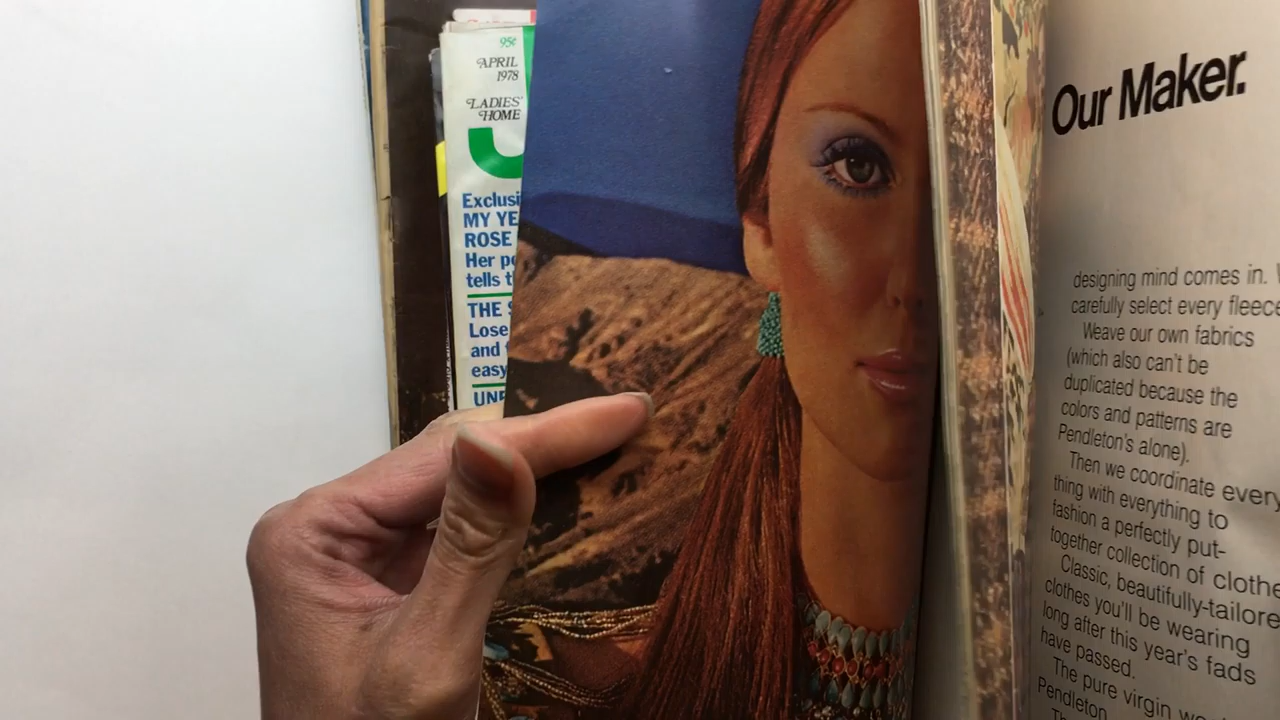 95¢
APRIL
1978
LADIES'
HOME
Exclusi
MY YE
ROSE
Her pe
tells t
THE S
Lose
and
easy
UNF
Our Maker.
designing mind comes in.
carefully select every fleece
Weave our own fabrics
(which also can't be
duplicated because the
colors and patterns are
Pendleton's alone).
Then we coordinate every
thing with everything to
fashion a perfectly put-
together collection of clothe
Classic, beautifully-tailore
clothes you'll be wearing
long after this year's fads
have passed.
The pure virgin wo
Pendleton